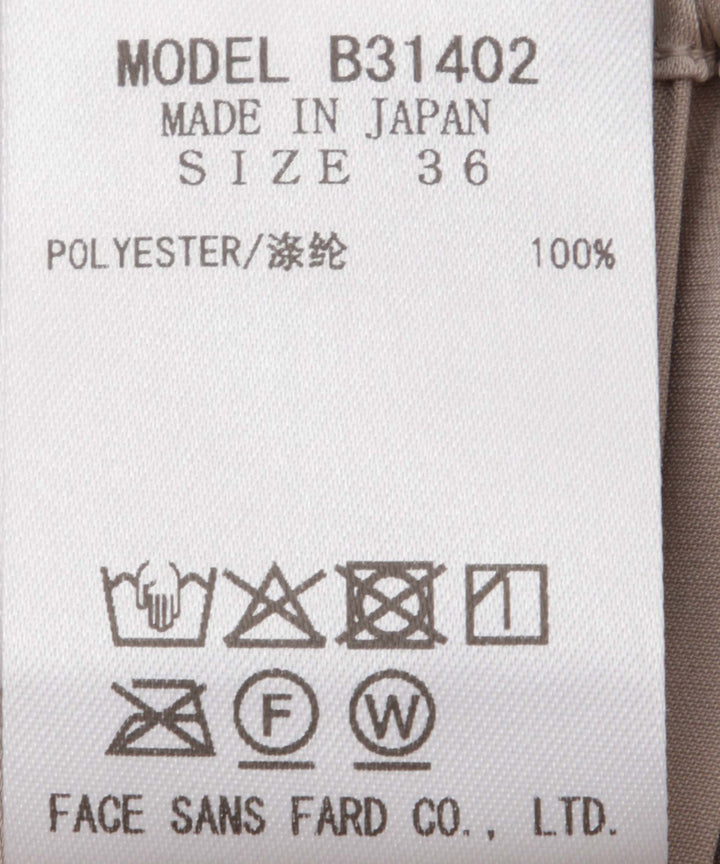 MODEL B31402
MADE IN JAPAN
SIZE 36
POLYESTER/涤纶 100%
F W
FACE SANS FARD CO., LTD.